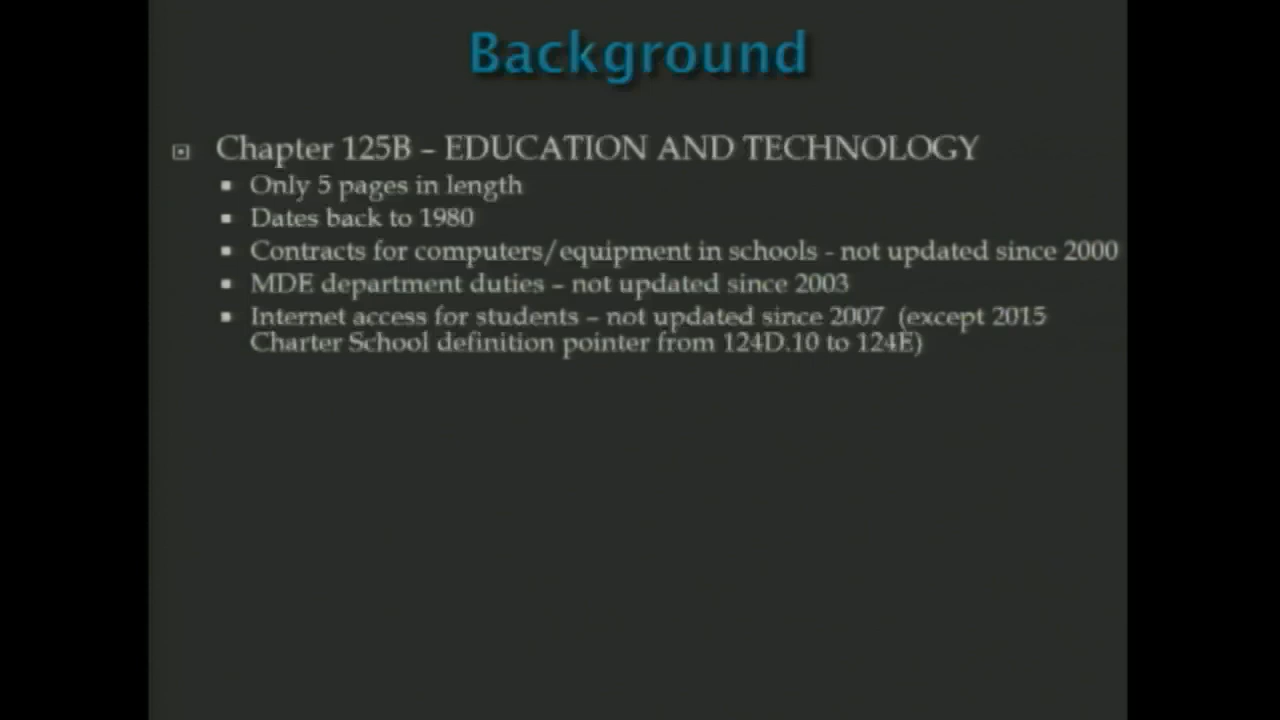 Background
Chapter 125B – EDUCATION AND TECHNOLOGY
Only 5 pages in length
Dates back to 1980
Contracts for computers/equipment in schools - not updated since 2000
MDE department duties – not updated since 2003
Internet access for students – not updated since 2007 (except 2015
Charter School definition pointer from 124D.10 to 124E)